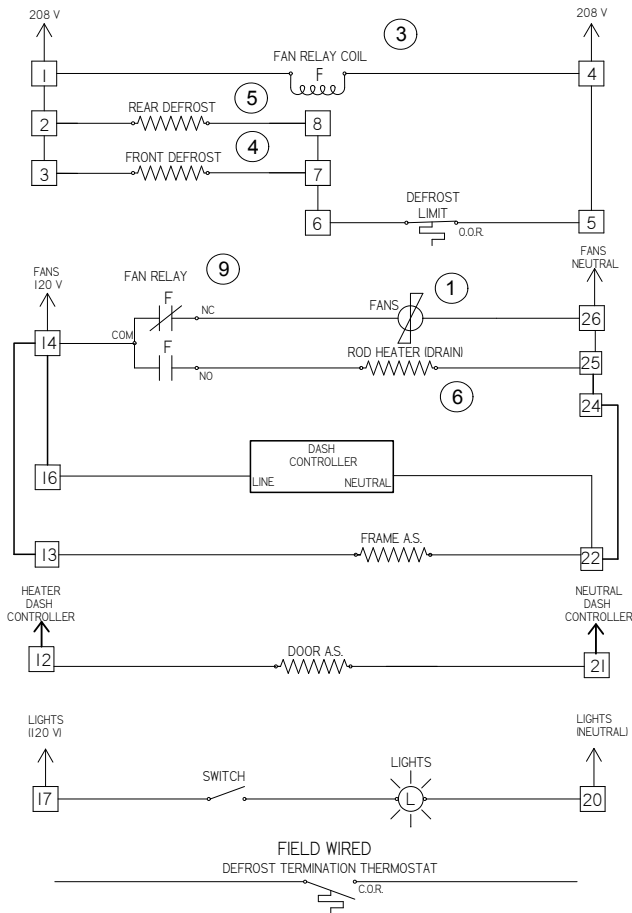 208 V
208 V
3
FAN RELAY COIL
1
F
4
5
REAR DEFROST
2
8
4
FRONT DEFROST
3
7
DEFROST
LIMIT
6
O.O.R.
5
FANS
120 V
FAN RELAY
9
FANS
NEUTRAL
1
F
NC
FANS
26
COM
14
F
NO
ROD HEATER (DRAIN)
25
6
24
DASH
CONTROLLER
16
LINE
NEUTRAL
FRAME A.S.
13
22
HEATER
DASH
CONTROLLER
NEUTRAL
DASH
CONTROLLER
DOOR A.S.
12
21
LIGHTS
(120 V)
LIGHTS
(NEUTRAL)
SWITCH
LIGHTS
17
L
20
FIELD WIRED
DEFROST TERMINATION THERMOSTAT
C.O.R.